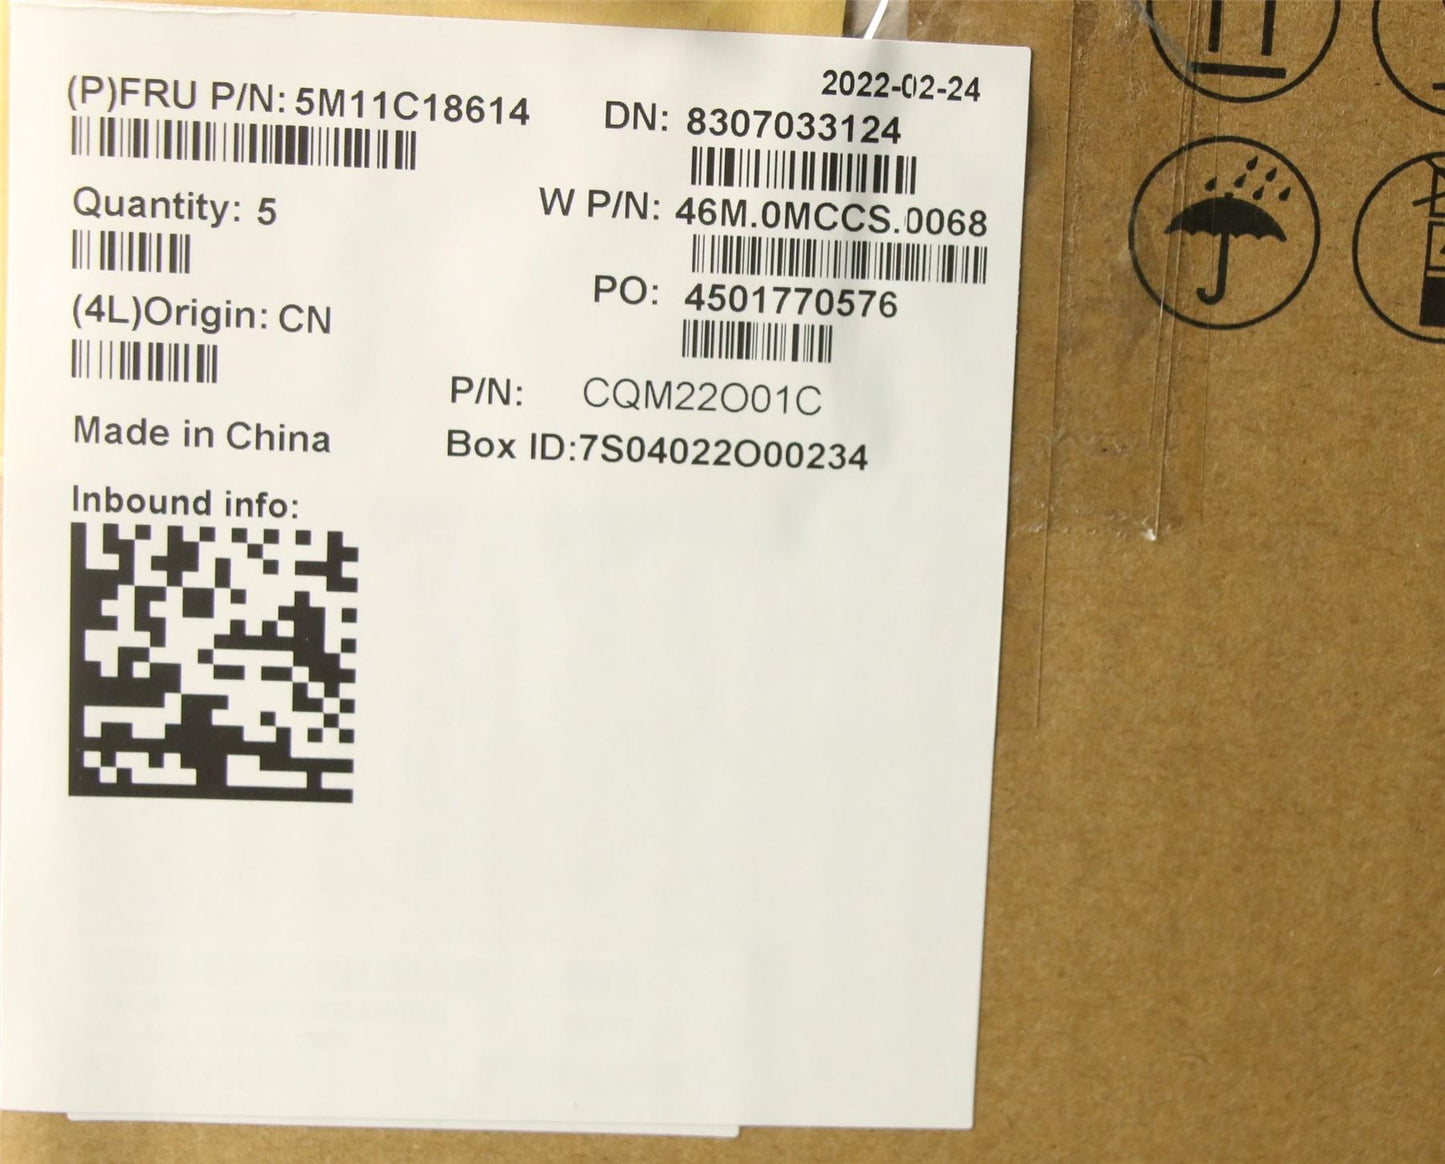 2022-02-24
(P)FRU P/N: 5M11C18614
DN: 8307033124
Quantity: 5
W P/N: 46M.0MCCS.0068
(4L)Origin: CN
PO: 4501770576
P/N: CQM22O01C
Made in China
Box ID:7S04022O00234
Inbound info: